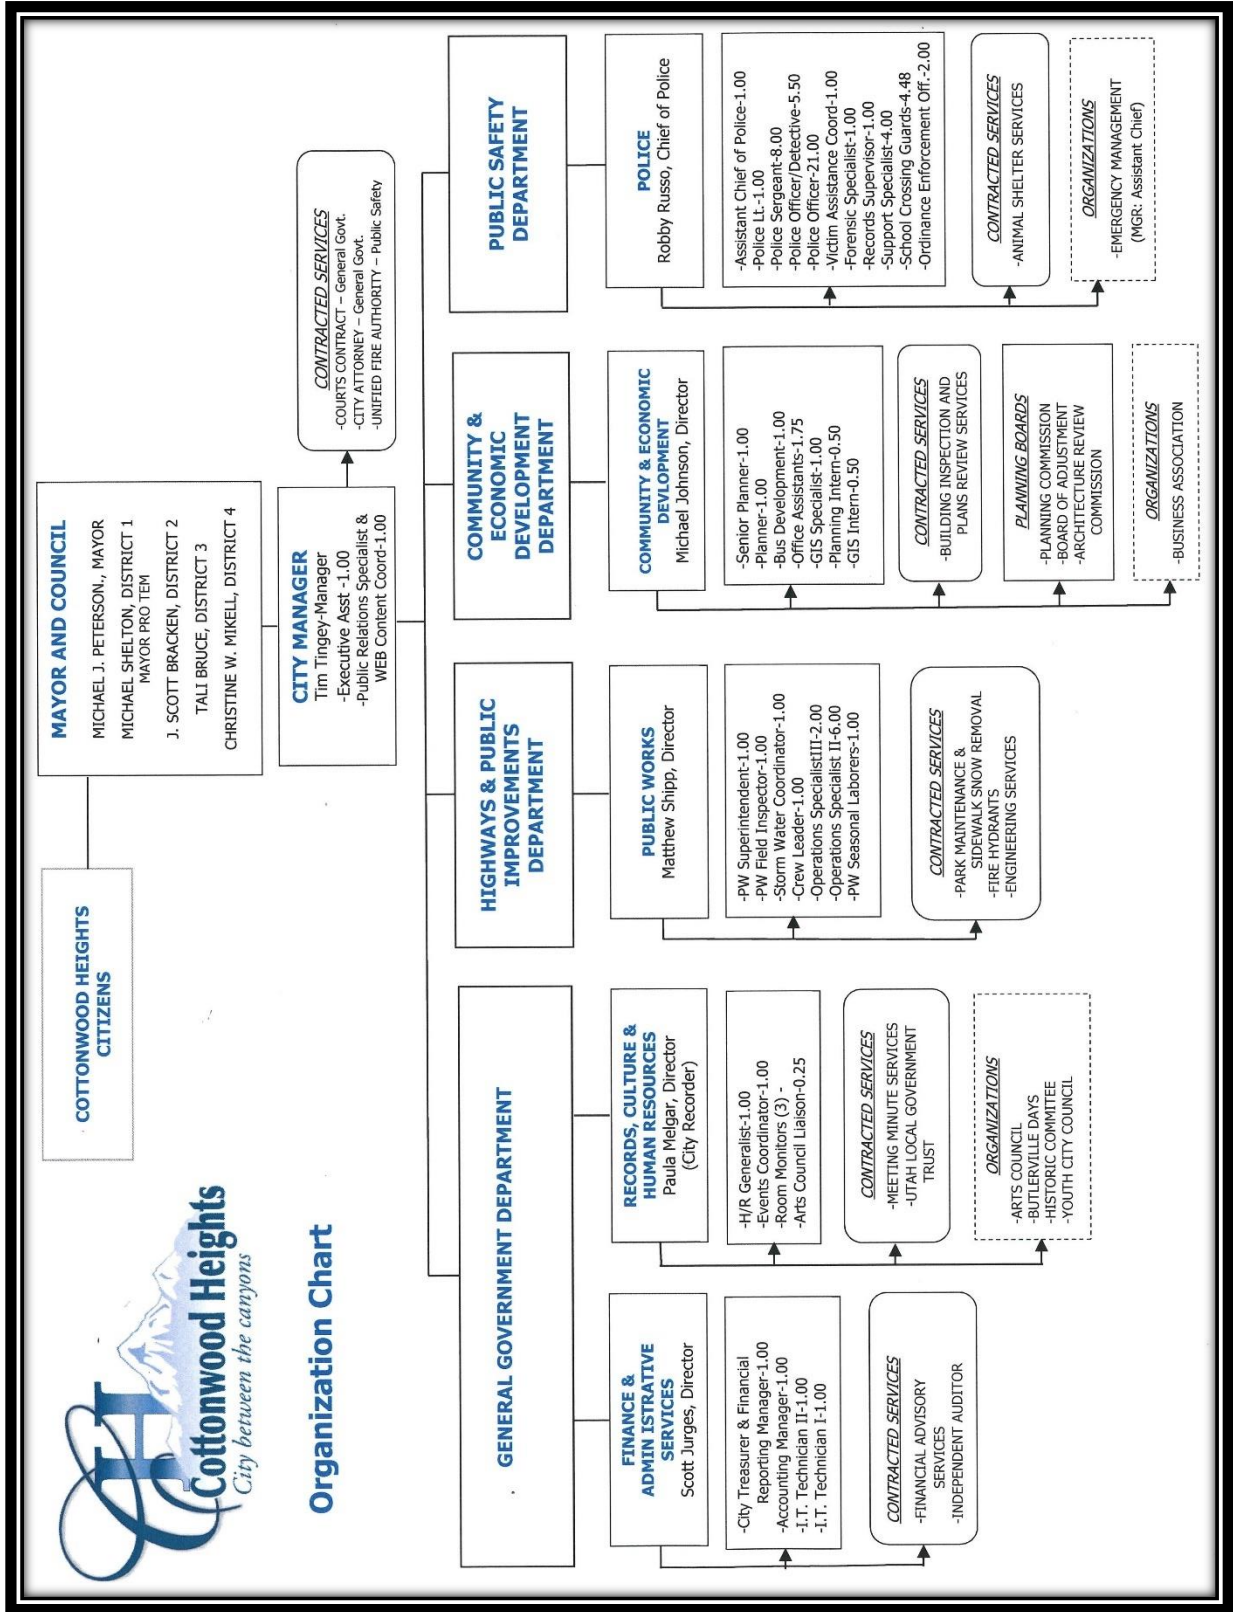 Cottonwood Heights
City between the canyons
Organization Chart
COTTONWOOD HEIGHTS
CITIZENS
MAYOR AND COUNCIL
MICHAEL J. PETERSON., MAYOR
MICHAEL SHELTON, DISTRICT 1
MAYOR PRO TEM
J. SCOTT BRACKEN, DISTRICT 2
TALI BRUCE, DISTRICT 3
CHRISTINE W. MIKELL, DISTRICT 4
CITY MANAGER
Tim Tingey-Manager
-Executive Asst -1.00
-Public Relations Specialist &
WEB Content Coord-1.00
CONTRACTED SERVICES
-COURTS CONTRACT – General Govt.
-CITY ATTORNEY – General Govt.
-UNIFIED FIRE AUTHORITY – Public Safety
GENERAL GOVERNMENT DEPARTMENT
FINANCE &
ADMINISTRATIVE
SERVICES
Scott Jurges, Director
-City Treasurer & Financial
Reporting Manager-1.00
-Accounting Manager-1.00
-I.T. Technician II-1.00
-I.T. Technician I-1.00
CONTRACTED SERVICES
-FINANCIAL ADVISORY
SERVICES
-INDEPENDENT AUDITOR
RECORDS, CULTURE &
HUMAN RESOURCES
Paula Melgar, Director
(City Recorder)
-H/R Generalist-1.00
-Events Coordinator-1.00
-Room Monitors (3) -
-Arts Council Liaison-0.25
CONTRACTED SERVICES
-MEETING MINUTE SERVICES
-UTAH LOCAL GOVERNMENT
TRUST
ORGANIZATIONS
-ARTS COUNCIL
-BUTLERVILLE DAYS
-HISTORIC COMMITEE
-YOUTH CITY COUNCIL
HIGHWAYS & PUBLIC
IMPROVEMENTS
DEPARTMENT
PUBLIC WORKS
Matthew Shipp, Director
-PW Superintendent-1.00
-PW Field Inspector-1.00
-Storm Water Coordinator-1.00
-Crew Leader-1.00
-Operations SpecialistIII-2.00
-Operations Specialist II-6.00
-PW Seasonal Laborers-1.00
CONTRACTED SERVICES
-PARK MAINTENANCE &
SIDEWALK SNOW REMOVAL
-FIRE HYDRANTS
-ENGINEERING SERVICES
COMMUNITY &
ECONOMIC
DEVELOPMENT
DEPARTMENT
COMMUNITY & ECONOMIC
DEVLOPMENT
Michael Johnson, Director
-Senior Planner-1.00
-Planner-1.00
-Bus Development-1.00
-Office Assistants-1.75
-GIS Specialist-1.00
-Planning Intern-0.50
-GIS Intern-0.50
CONTRACTED SERVICES
-BUILDING INSPECTION AND
PLANS REVIEW SERVICES
PLANNING BOARDS
-PLANNING COMMISSION
-BOARD OF ADJUSTMENT
-ARCHITECTURE REVIEW
COMMISSION
ORGANIZATIONS
-BUSINESS ASSOCIATION
PUBLIC SAFETY
DEPARTMENT
POLICE
Robby Russo, Chief of Police
-Assistant Chief of Police-1.00
-Police Lt.-1.00
-Police Sergeant-8.00
-Police Officer/Detective-5.50
-Police Officer-21.00
-Victim Assistance Coord-1.00
-Forensic Specialist-1.00
-Records Supervisor-1.00
-Support Specialist-4.00
-School Crossing Guards-4.48
-Ordinance Enforcement Off.-2.00
CONTRACTED SERVICES
-ANIMAL SHELTER SERVICES
ORGANIZATIONS
-EMERGENCY MANAGEMENT
(MGR: Assistant Chief)